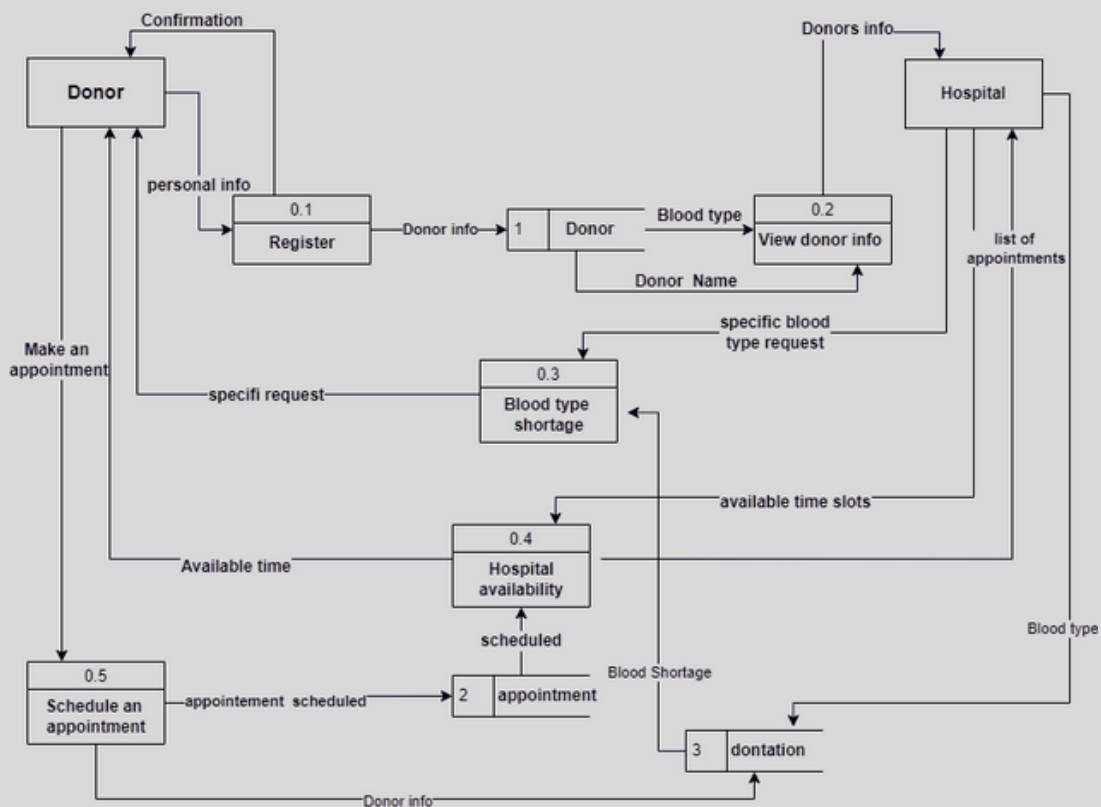 Confirmation
Donors info
Donor
Hospital
personal info
0.1
Register
Donor info
1
Donor
Blood type
0.2
View donor info
list of
appointments
Donor Name
specific blood
type request
Make an
appointment
0.3
Blood type
shortage
specifi request
available time slots
0.4
Hospital
availability
Available time
scheduled
Blood type
0.5
Schedule an
appointment
appointement scheduled
2
appointment
Blood Shortage
3
dontation
Donor info